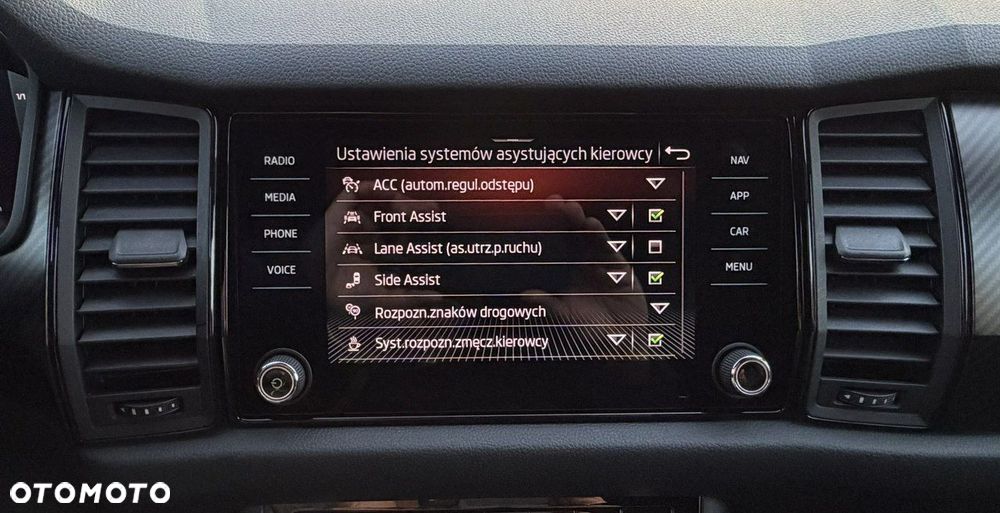 Ustawienia systemów asystujących kierowcy
RADIO
MEDIA
PHONE
VOICE
ACC (autom.regul.odstępu)
Front Assist
Lane Assist (as.utrz.p.ruchu)
Side Assist
Rozpozn.znaków drogowych
Syst.rozpozn.zmęcz.kierowcy
NAV
APP
CAR
MENU
OTOMOTO